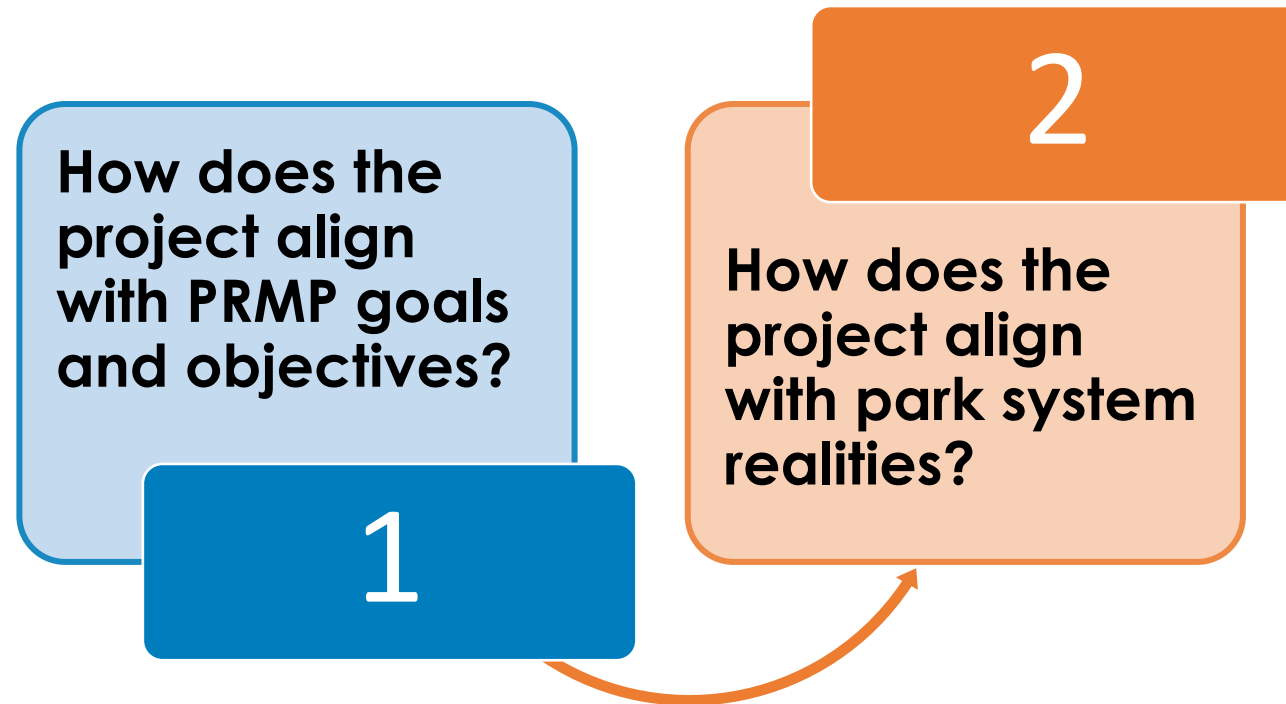 How does the
project align
with PRMP goals
and objectives?
1
2
How does the
project align
with park system
realities?